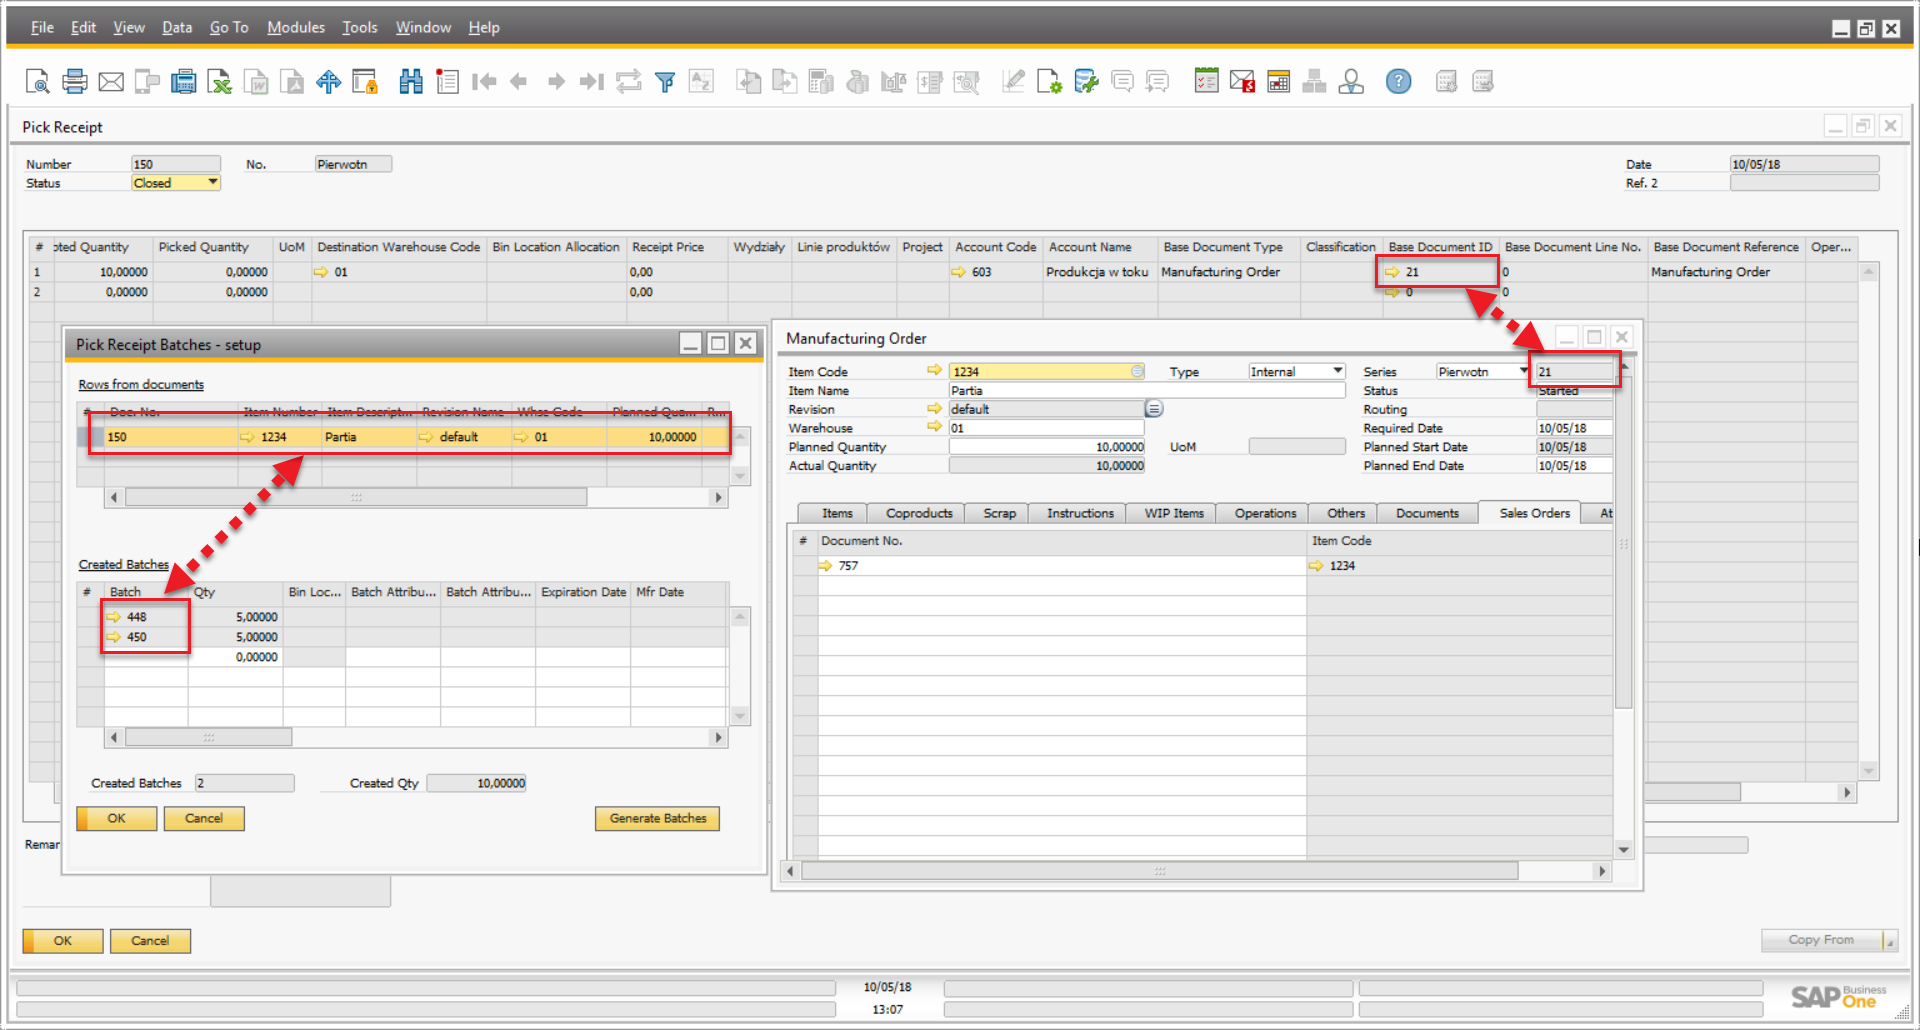 File Edit View Data Go To Modules Tools Window Help
Pick Receipt
Number 150 No. Pierwotn Date 10/05/18
Status Closed Ref. 2
# oted Quantity Picked Quantity UoM Destination Warehouse Code Bin Location Allocation Receipt Price Wydziały Linie produktów Project Account Code Account Name Base Document Type Classification Base Document ID Base Document Line No. Base Document Reference Oper...
1 10,00000 0,00000 01 0,00 603 Produkcja w toku Manufacturing Order 21 0 Manufacturing Order
2 0,00000 0,00000 0,00 0 0
Pick Receipt Batches - setup
Rows from documents
# Doc. No. Item Number Item Descript... Revision Name Whse Code Planned Qua... R...
150 1234 Partia default 01 10,00000
Created Batches
# Batch Qty Bin Loc... Batch Attribu... Batch Attribu... Expiration Date Mfr Date
448 5,00000
450 5,00000
0,00000
Created Batches 2 Created Qty 10,00000
OK Cancel Generate Batches
Manufacturing Order
Item Code 1234 Type Internal Series Pierwotn 21
Item Name Partia Status Started
Revision default Routing
Warehouse 01 Required Date 10/05/18
Planned Quantity 10,00000 UoM Planned Start Date 10/05/18
Actual Quantity 10,00000 Planned End Date 10/05/18
Items Coproducts Scrap Instructions WIP Items Operations Others Documents Sales Orders At
# Document No. Item Code
757 1234
Remar
OK Cancel Copy From
10/05/18
13:07
SAP Business One